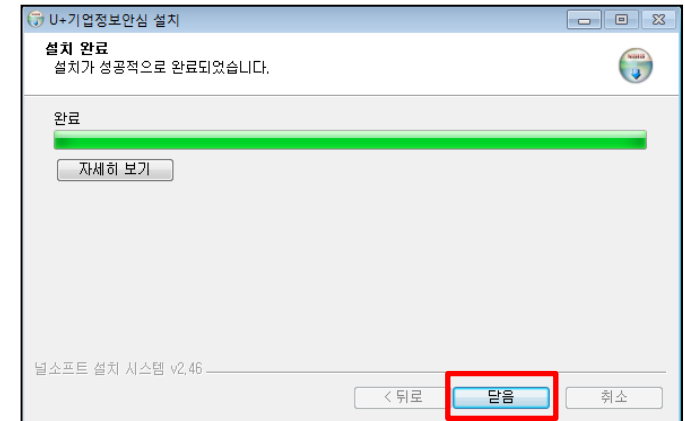 U+기업정보안심 설치
설치 완료
설치가 성공적으로 완료되었습니다.
완료
자세히 보기
널소프트 설치 시스템 v2.46
< 뒤로
닫음
취소